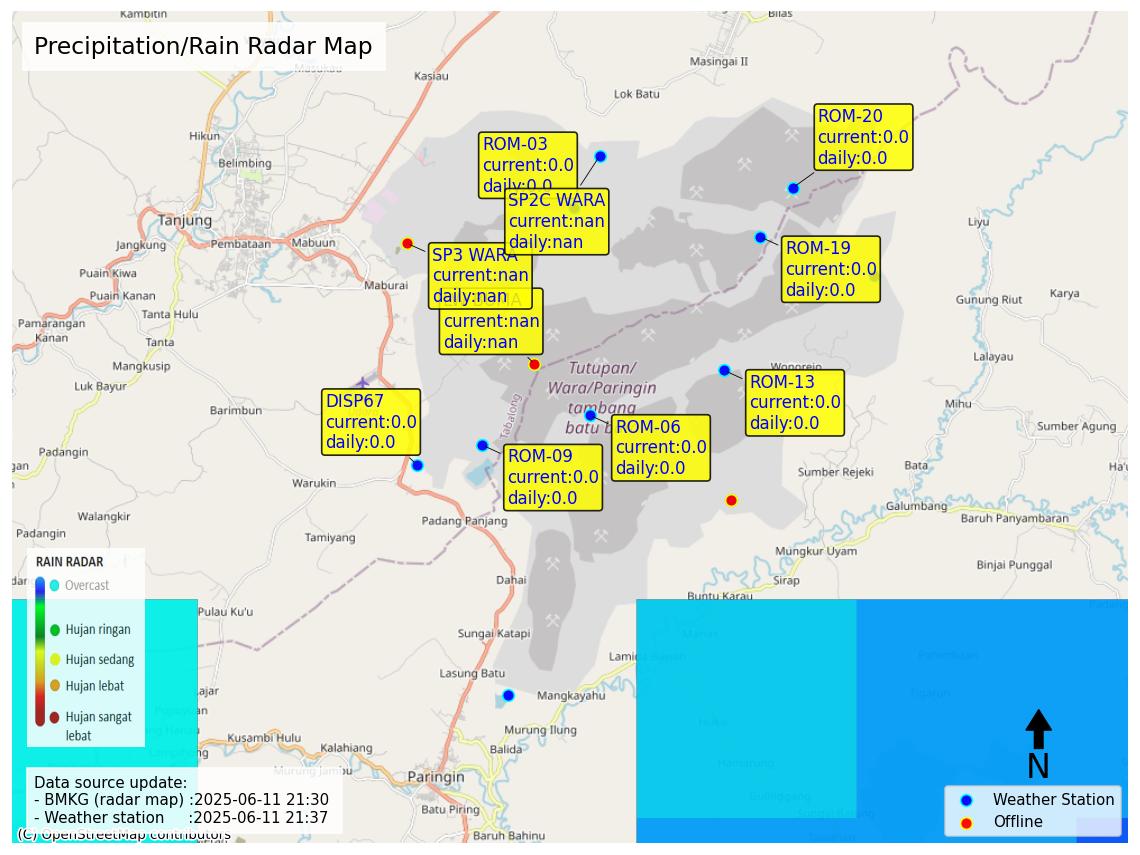 Precipitation/Rain Radar Map
Kambitin
Bilas
Masingai II
Kasiau
Lok Batu
Hikun
Belimbing
Tanjung
Jangkung
Pembataan
Mabuun
Puain Kiwa
Maburai
Puain Kanan
Tanta Hulu
Pamarangan
Kanan
Tanta
Mangkusip
Luk Bayur
Barimbun
Padangin
Warukin
Walangkir
Padangin
Tamiyang
Padang Panjang
Dahai
Pulau Ku'u
Sungai Katapi
Lasung Batu
Mangkayahu
Murung Ilung
Balida
Kusambi Hulu
Kalahiang
Murung Jambu
Paringin
Batu Piring
Baruh Bahinu
Liyu
Gunung Riut
Karya
Lalayau
Mihu
Sumber Agung
Bata
Sumber Rejeki
Galumbang
Baruh Panyambaran
Mungkur Uyam
Binjai Punggal
Sirap
Buntu Karau
Wonorejo
Tabalong
Tutupan/
Wara/Paringin
tambang
batu
ROM-03
current:0.0
daily:0.0
SP2C WARA
current:nan
daily:nan
SP3 WARA
current:nan
daily:nan
current:nan
daily:nan
ROM-20
current:0.0
daily:0.0
ROM-19
current:0.0
daily:0.0
ROM-13
current:0.0
daily:0.0
ROM-06
current:0.0
daily:0.0
ROM-09
current:0.0
daily:0.0
DISP67
current:0.0
daily:0.0
RAIN RADAR
Overcast
Hujan ringan
Hujan sedang
Hujan lebat
Hujan sangat
lebat
Data source update:
- BMKG (radar map) :2025-06-11 21:30
- Weather station :2025-06-11 21:37
(C) OpenStreetMap contributors
N
Weather Station
Offline